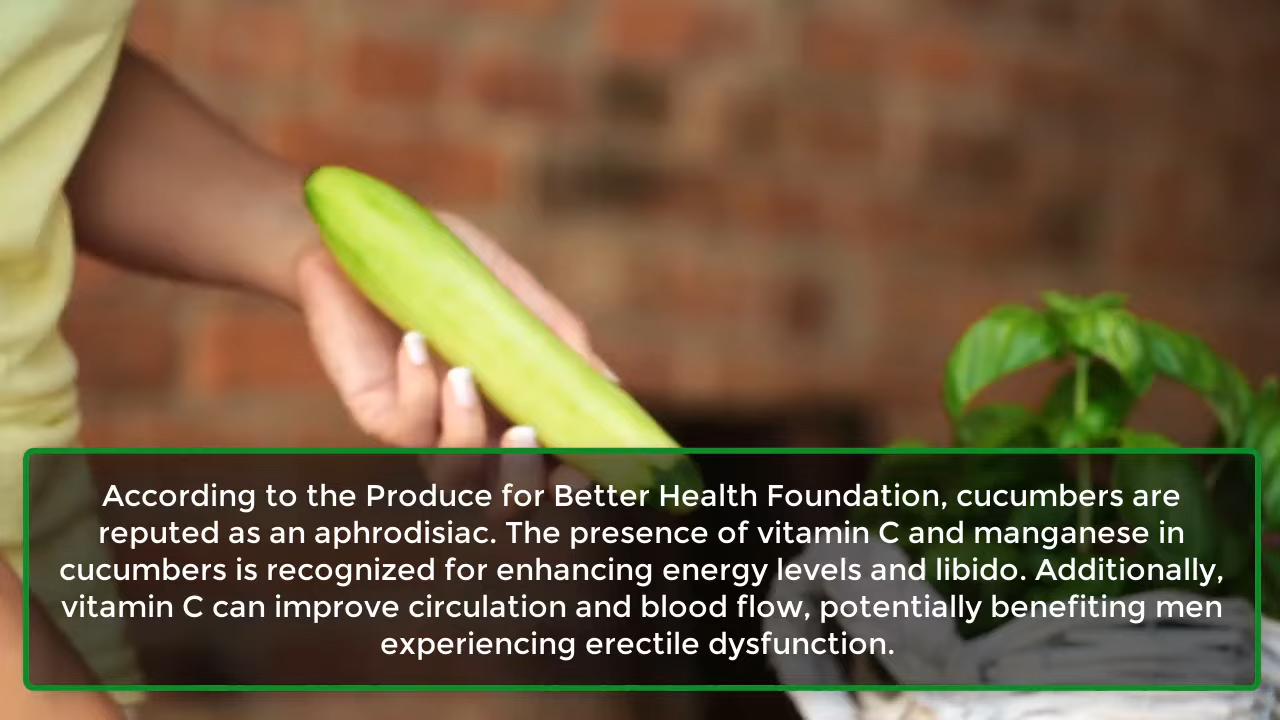 According to the Produce for Better Health Foundation, cucumbers are
reputed as an aphrodisiac. The presence of vitamin C and manganese in
cucumbers is recognized for enhancing energy levels and libido. Additionally,
vitamin C can improve circulation and blood flow, potentially benefiting men
experiencing erectile dysfunction.